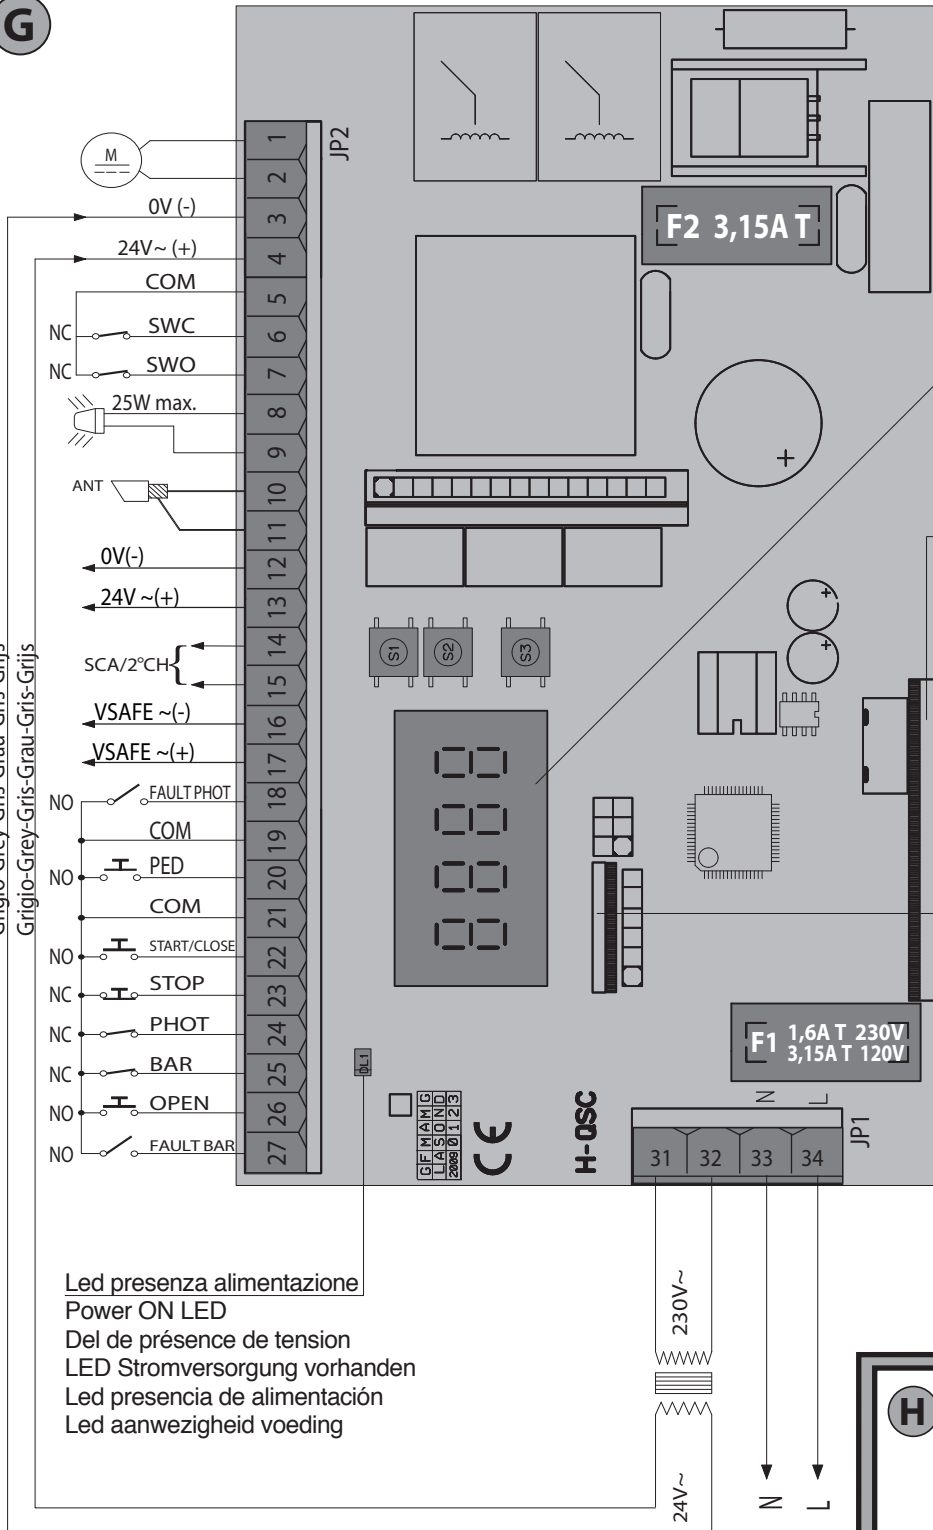 G
JP2
M
1
2
0V (-)
3
24V~ (+)
4
COM
5
NC
SWC
6
NC
SWO
7
25W max.
8
9
ANT
10
11
0V(-)
12
24V ~(+)
13
SCA/2°CH
14
15
VSAFE ~(-)
16
VSAFE ~(+)
17
NO
FAULT PHOT
18
COM
19
NO
PED
20
COM
21
NO
START/CLOSE
22
NC
STOP
23
NC
PHOT
24
NC
BAR
25
NO
OPEN
26
NO
FAULT BAR
27
Grigio-Grey-Gris-Grau-Gris-Grijs
Grigio-Grey-Gris-Grau-Gris-Grijs
F2 3,15A T
S1
S2
S3
F1 1,6A T 230V
3,15A T 120V
DL1
G F M A M G
L A S O N D
2009 0 1 2 3
CE
H-QSC
N
L
JP1
31
32
33
34
Led presenza alimentazione
Power ON LED
Del de présence de tension
LED Stromversorgung vorhanden
Led presencia de alimentación
Led aanwezigheid voeding
230V~
24V~
N
L
H